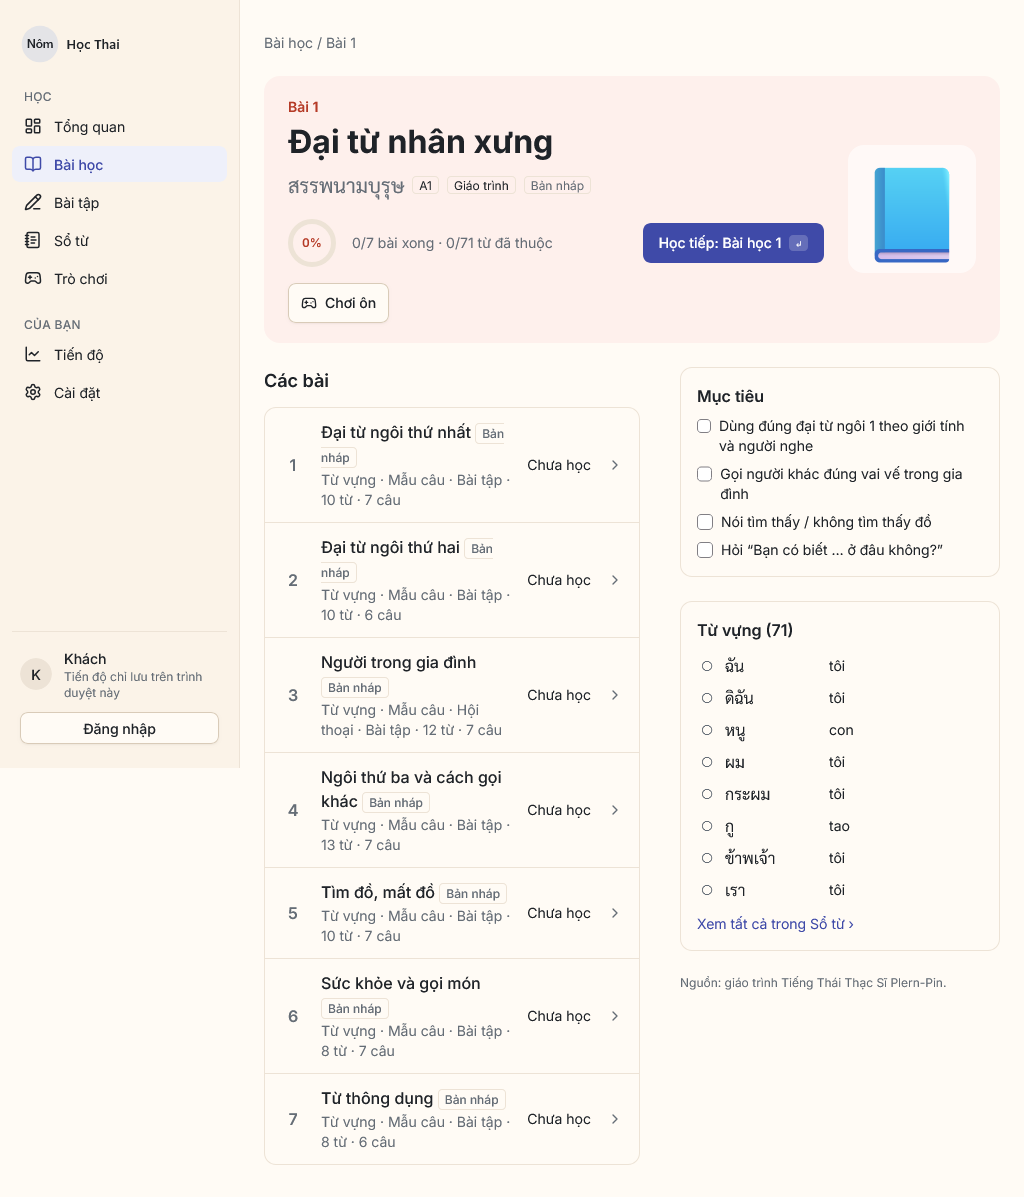 Nôm
Học Thai
HỌC
Tổng quan
Bài học
Bài tập
Sổ từ
Trò chơi
CỦA BẠN
Tiến độ
Cài đặt
K
Khách
Tiến độ chỉ lưu trên trình
duyệt này
Đăng nhập
Bài học / Bài 1
Bài 1
Đại từ nhân xưng
สรรพนามบุรุษ A1 Giáo trình Bản nháp
0% 0/7 bài xong · 0/71 từ đã thuộc
Học tiếp: Bài học 1
Chơi ôn
Các bài
1
Đại từ ngôi thứ nhất Bản
nháp
Từ vựng · Mẫu câu · Bài tập ·
10 từ · 7 câu
Chưa học
2
Đại từ ngôi thứ hai Bản
nháp
Từ vựng · Mẫu câu · Bài tập ·
10 từ · 6 câu
Chưa học
3
Người trong gia đình
Bản nháp
Từ vựng · Mẫu câu · Hội
thoại · Bài tập · 12 từ · 7 câu
Chưa học
4
Ngôi thứ ba và cách gọi
khác Bản nháp
Từ vựng · Mẫu câu · Bài tập ·
13 từ · 7 câu
Chưa học
5
Tìm đồ, mất đồ Bản nháp
Từ vựng · Mẫu câu · Bài tập ·
10 từ · 7 câu
Chưa học
6
Sức khỏe và gọi món
Bản nháp
Từ vựng · Mẫu câu · Bài tập ·
8 từ · 7 câu
Chưa học
7
Từ thông dụng Bản nháp
Từ vựng · Mẫu câu · Bài tập ·
8 từ · 6 câu
Chưa học
Mục tiêu
Dùng đúng đại từ ngôi 1 theo giới tính
và người nghe
Gọi người khác đúng vai vế trong gia
đình
Nói tìm thấy / không tìm thấy đồ
Hỏi “Bạn có biết ... ở đâu không?”
Từ vựng (71)
ฉัน tôi
ดิฉัน tôi
หนู con
ผม tôi
กระผม tôi
กู tao
ข้าพเจ้า tôi
เรา tôi
Xem tất cả trong Sổ từ ›
Nguồn: giáo trình Tiếng Thái Thạc Sĩ Plern-Pin.